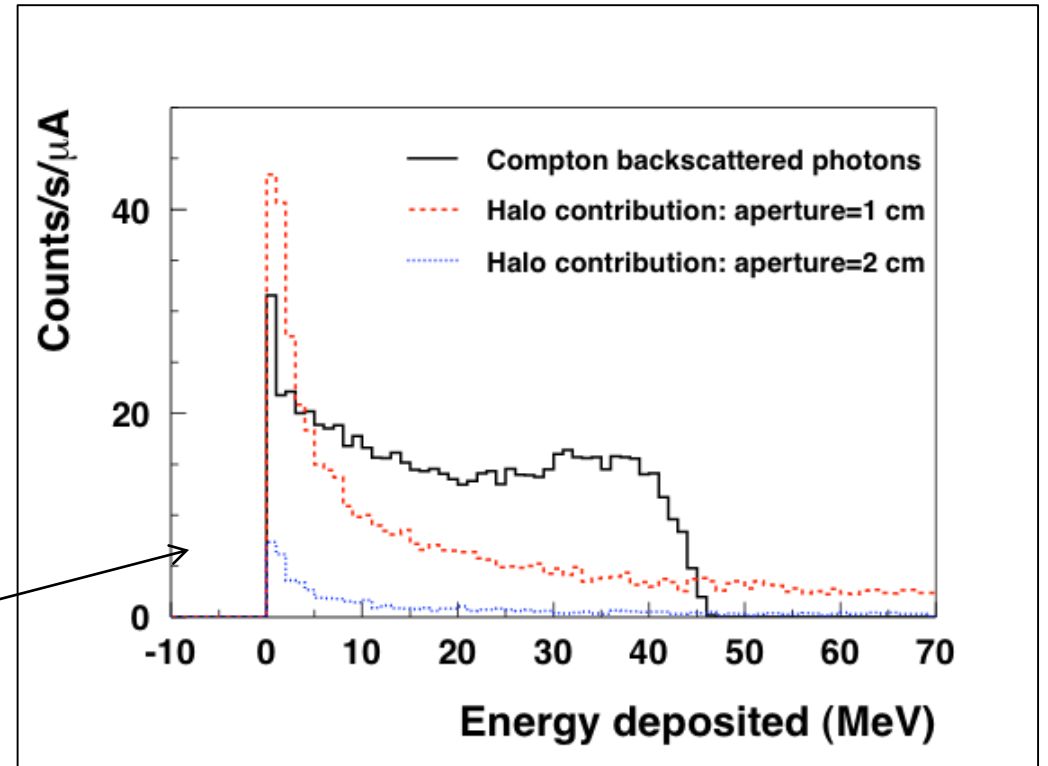 Counts/s/μA
Compton backscattered photons
Halo contribution: aperture=1 cm
Halo contribution: aperture=2 cm
40
20
0
-10 0 10 20 30 40 50 60 70
Energy deposited (MeV)